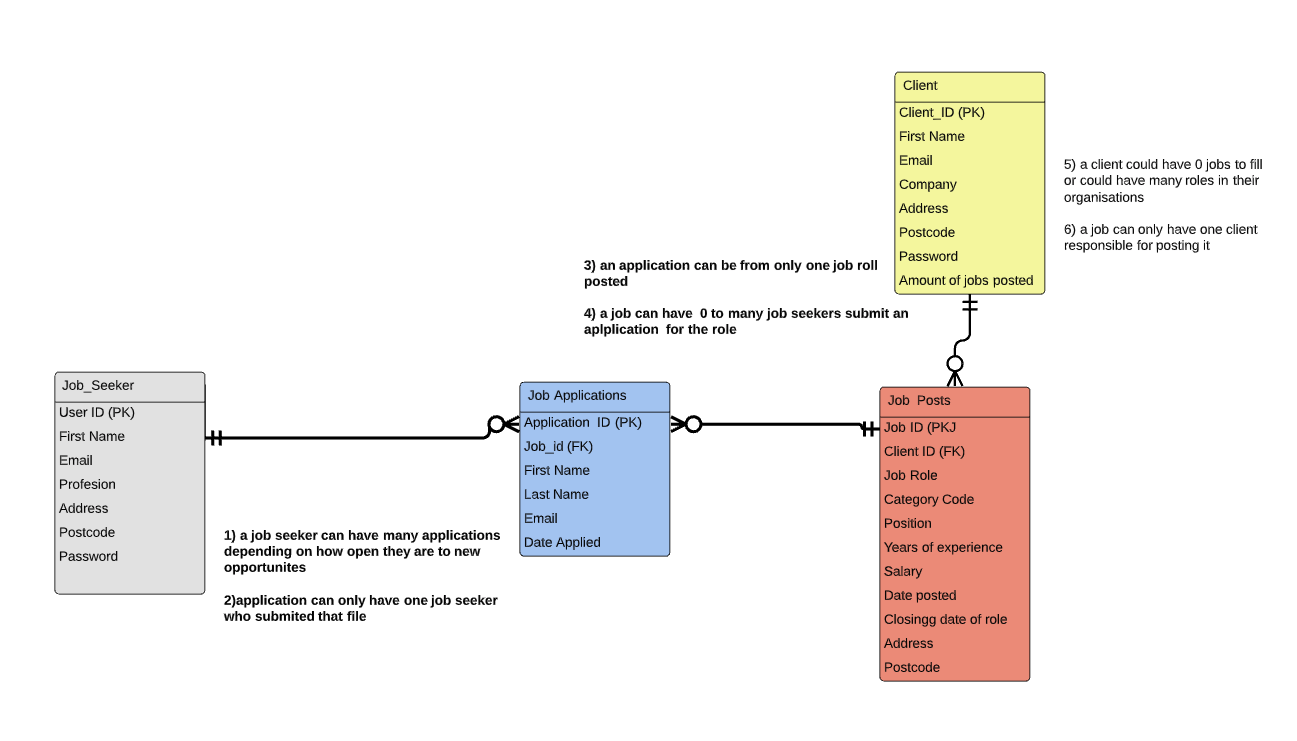 Client
Client_ID (PK)
First Name
Email
Company
Address
Postcode
Password
Amount of jobs posted
5) a client could have 0 jobs to fill
or could have many roles in their
organisations
6) a job can only have one client
responsible for posting it
3) an application can be from only one job roll
posted
4) a job can have 0 to many job seekers submit an
aplplication for the role
Job_Seeker
User ID (PK)
First Name
Email
Profesion
Address
Postcode
Password
1) a job seeker can have many applications
depending on how open they are to new
opportunites
2)application can only have one job seeker
who submited that file
Job Applications
Application ID (PK)
Job_id (FK)
First Name
Last Name
Email
Date Applied
Job Posts
Job ID (PKJ
Client ID (FK)
Job Role
Category Code
Position
Years of experience
Salary
Date posted
Closingg date of role
Address
Postcode